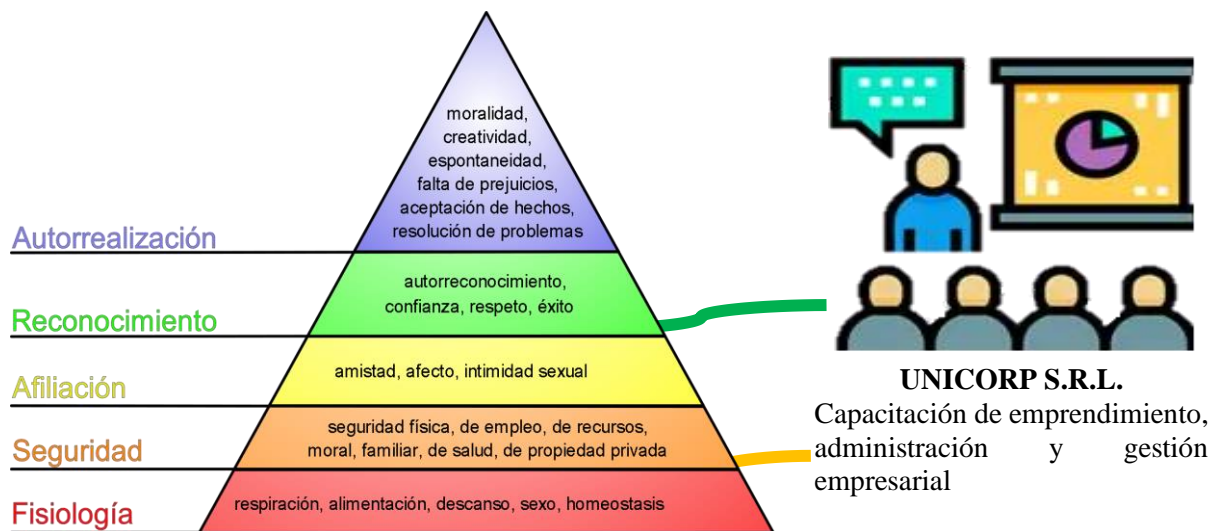 moralidad,
creatividad,
espontaneidad,
falta de prejuicios,
aceptación de hechos,
resolución de problemas
Autorrealización
autorreconocimiento,
confianza, respeto, éxito
Reconocimiento
amistad, afecto, intimidad sexual
Afiliación
seguridad física, de empleo, de recursos,
moral, familiar, de salud, de propiedad privada
Seguridad
respiración, alimentación, descanso, sexo, homeostasis
Fisiología
UNICORP S.R.L.
Capacitación de emprendimiento,
administración y gestión
empresarial